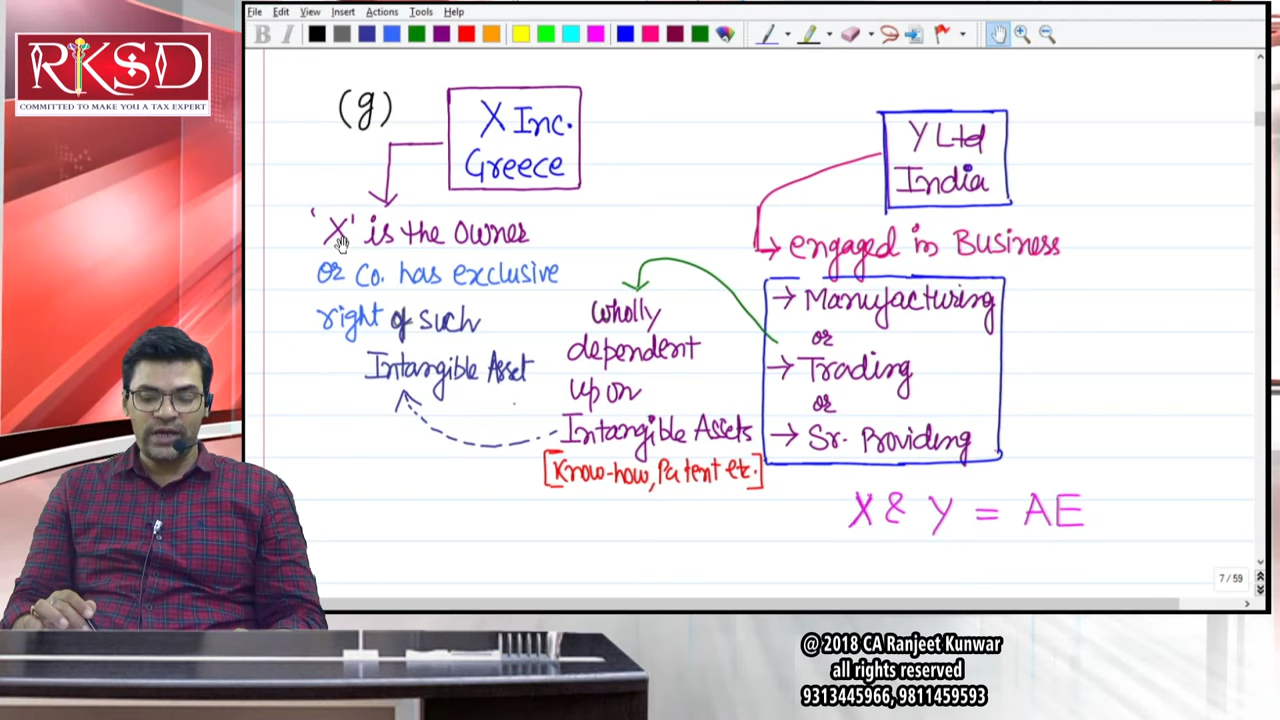 File Edit View Insert Actions Tools Help
B I
RKSD
COMMITTED TO MAKE YOU A TAX EXPERT
(g)
X Inc.
Greece
Y Ltd
India
'X' is the owner
or Co. has exclusive
right of such
Intangible Asset
engaged in Business
→ Manufacturing
or
→ Trading
or
→ Sr. Providing
wholly
dependent
upon
Intangible Assets
[Know-how, Patent etc.]
X & Y = AE
7 / 59
@ 2018 CA Ranjeet Kunwar
all rights reserved
9313445966, 9811459593